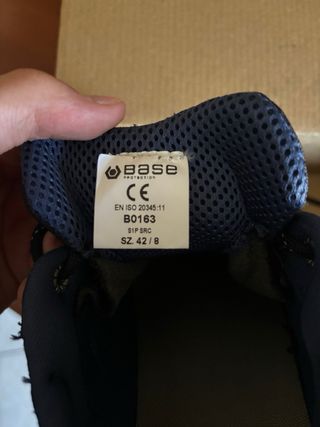 BASE
PROTECTION
CE
EN ISO 20345:11
B0163
S1P SRC
SZ. 42 / 8